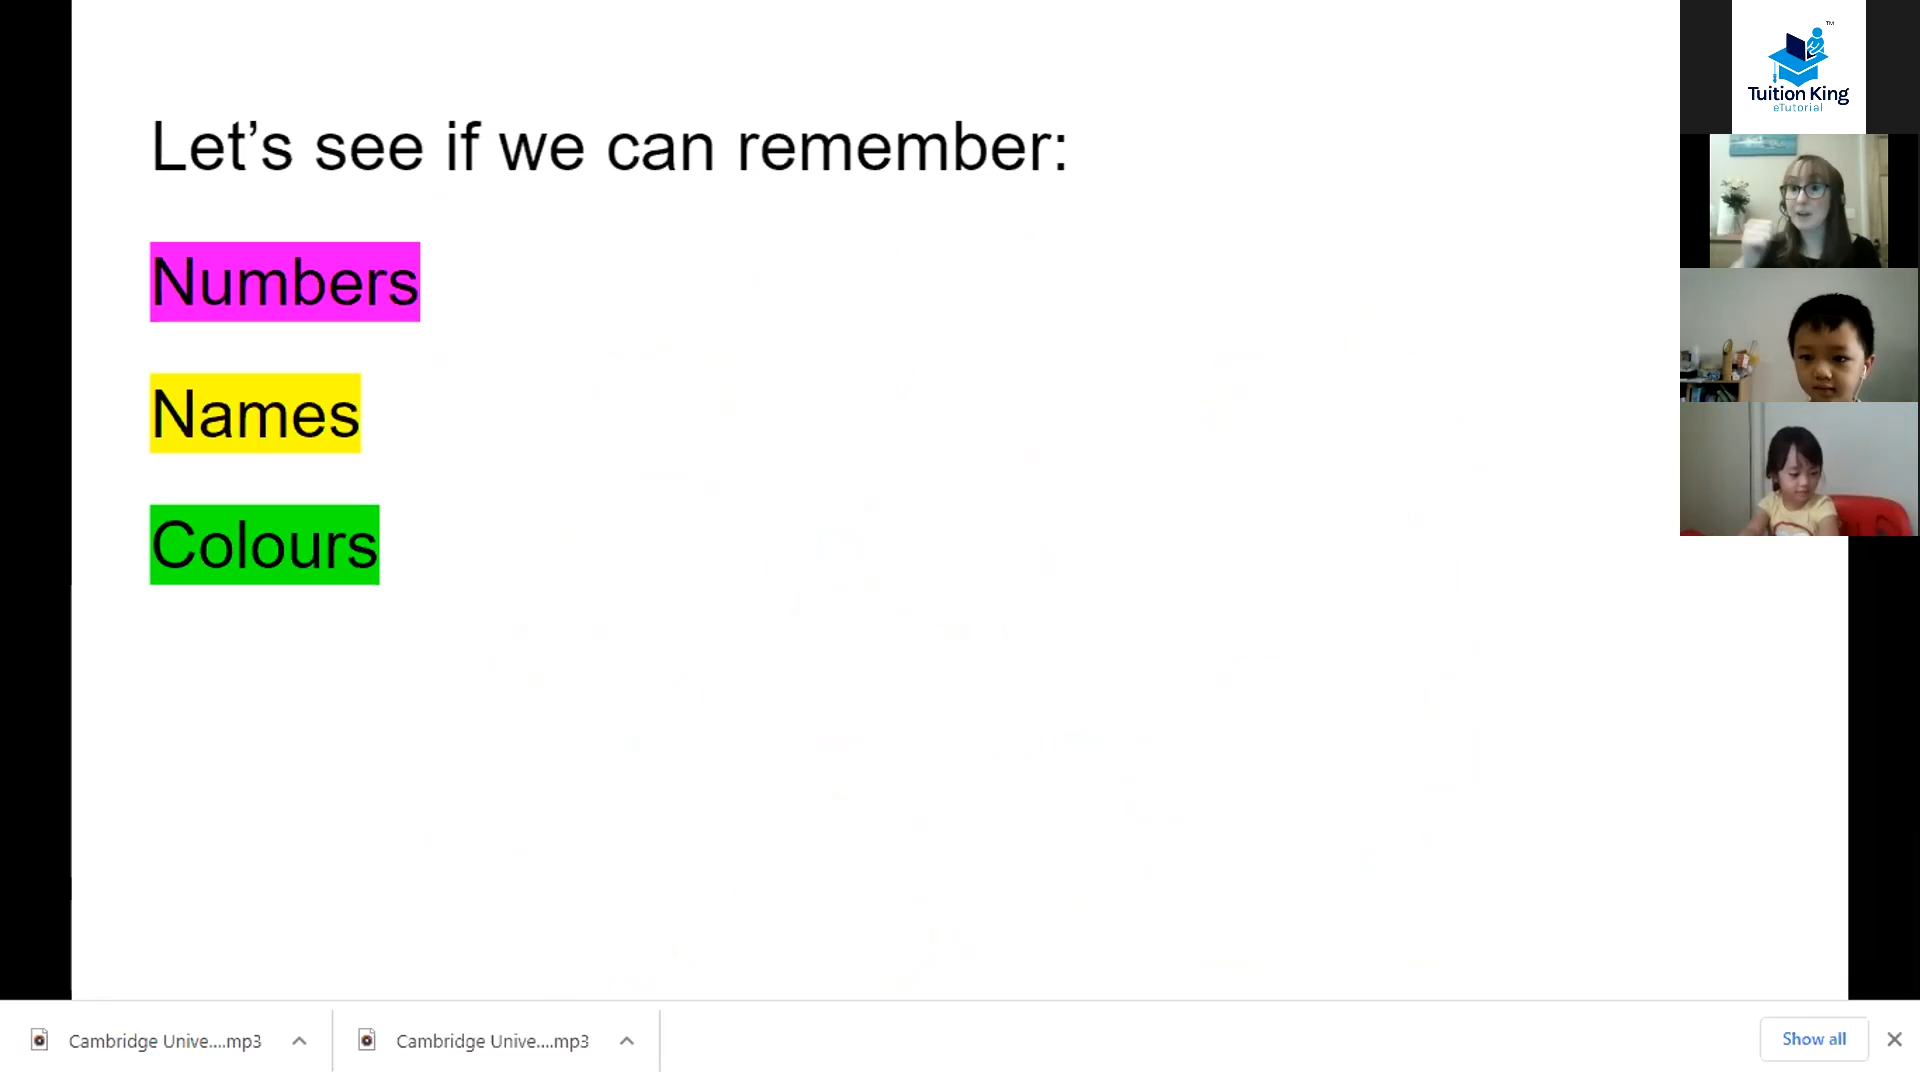 Let’s see if we can remember:
Numbers
Names
Colours
TM
Tuition King
eTutorial
Cambridge Unive....mp3
Cambridge Unive....mp3
Show all